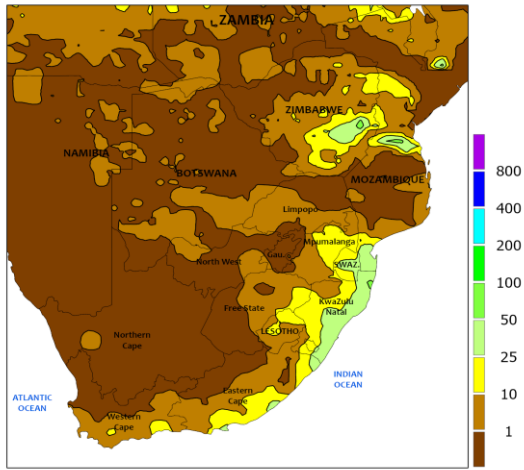 ZAMBIA
ZIMBABWE
NAMIBIA
BOTSWANA
MOZAMBIQUE
Limpopo
Mpumalanga
Gau.
North West
SWAZ.
Free State
KwaZulu
Natal
LESOTHO
Northern
Cape
Eastern
Cape
Western
Cape
ATLANTIC
OCEAN
INDIAN
OCEAN
800
400
200
100
50
25
10
1